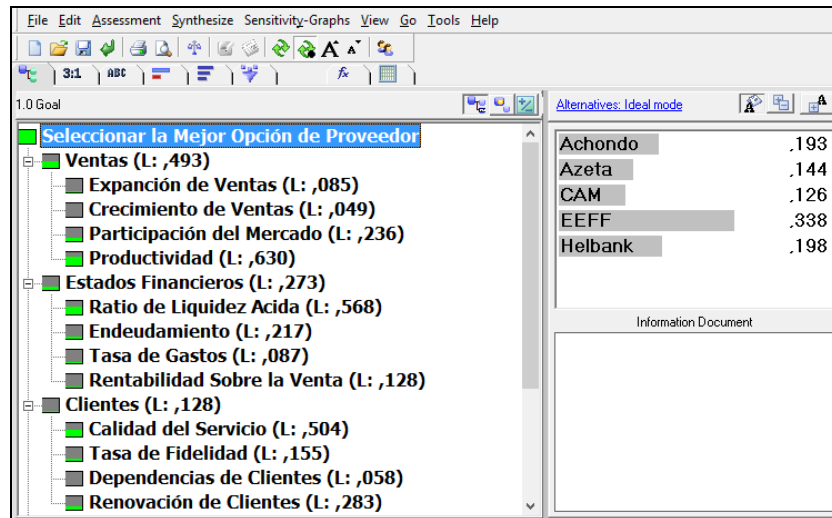 File Edit Assessment Synthesize Sensitivity-Graphs View Go Tools Help
A A
3:1 ABC fx
1.0 Goal
Alternatives: Ideal mode
A A
Seleccionar la Mejor Opción de Proveedor
Ventas (L: ,493)
Expanción de Ventas (L: ,085)
Crecimiento de Ventas (L: ,049)
Participación del Mercado (L: ,236)
Productividad (L: ,630)
Estados Financieros (L: ,273)
Ratio de Liquidez Acida (L: ,568)
Endeudamiento (L: ,217)
Tasa de Gastos (L: ,087)
Rentabilidad Sobre la Venta (L: ,128)
Clientes (L: ,128)
Calidad del Servicio (L: ,504)
Tasa de Fidelidad (L: ,155)
Dependencias de Clientes (L: ,058)
Renovación de Clientes (L: ,283)
Achondo ,193
Azeta ,144
CAM ,126
EEFF ,338
Helbank ,198
Information Document